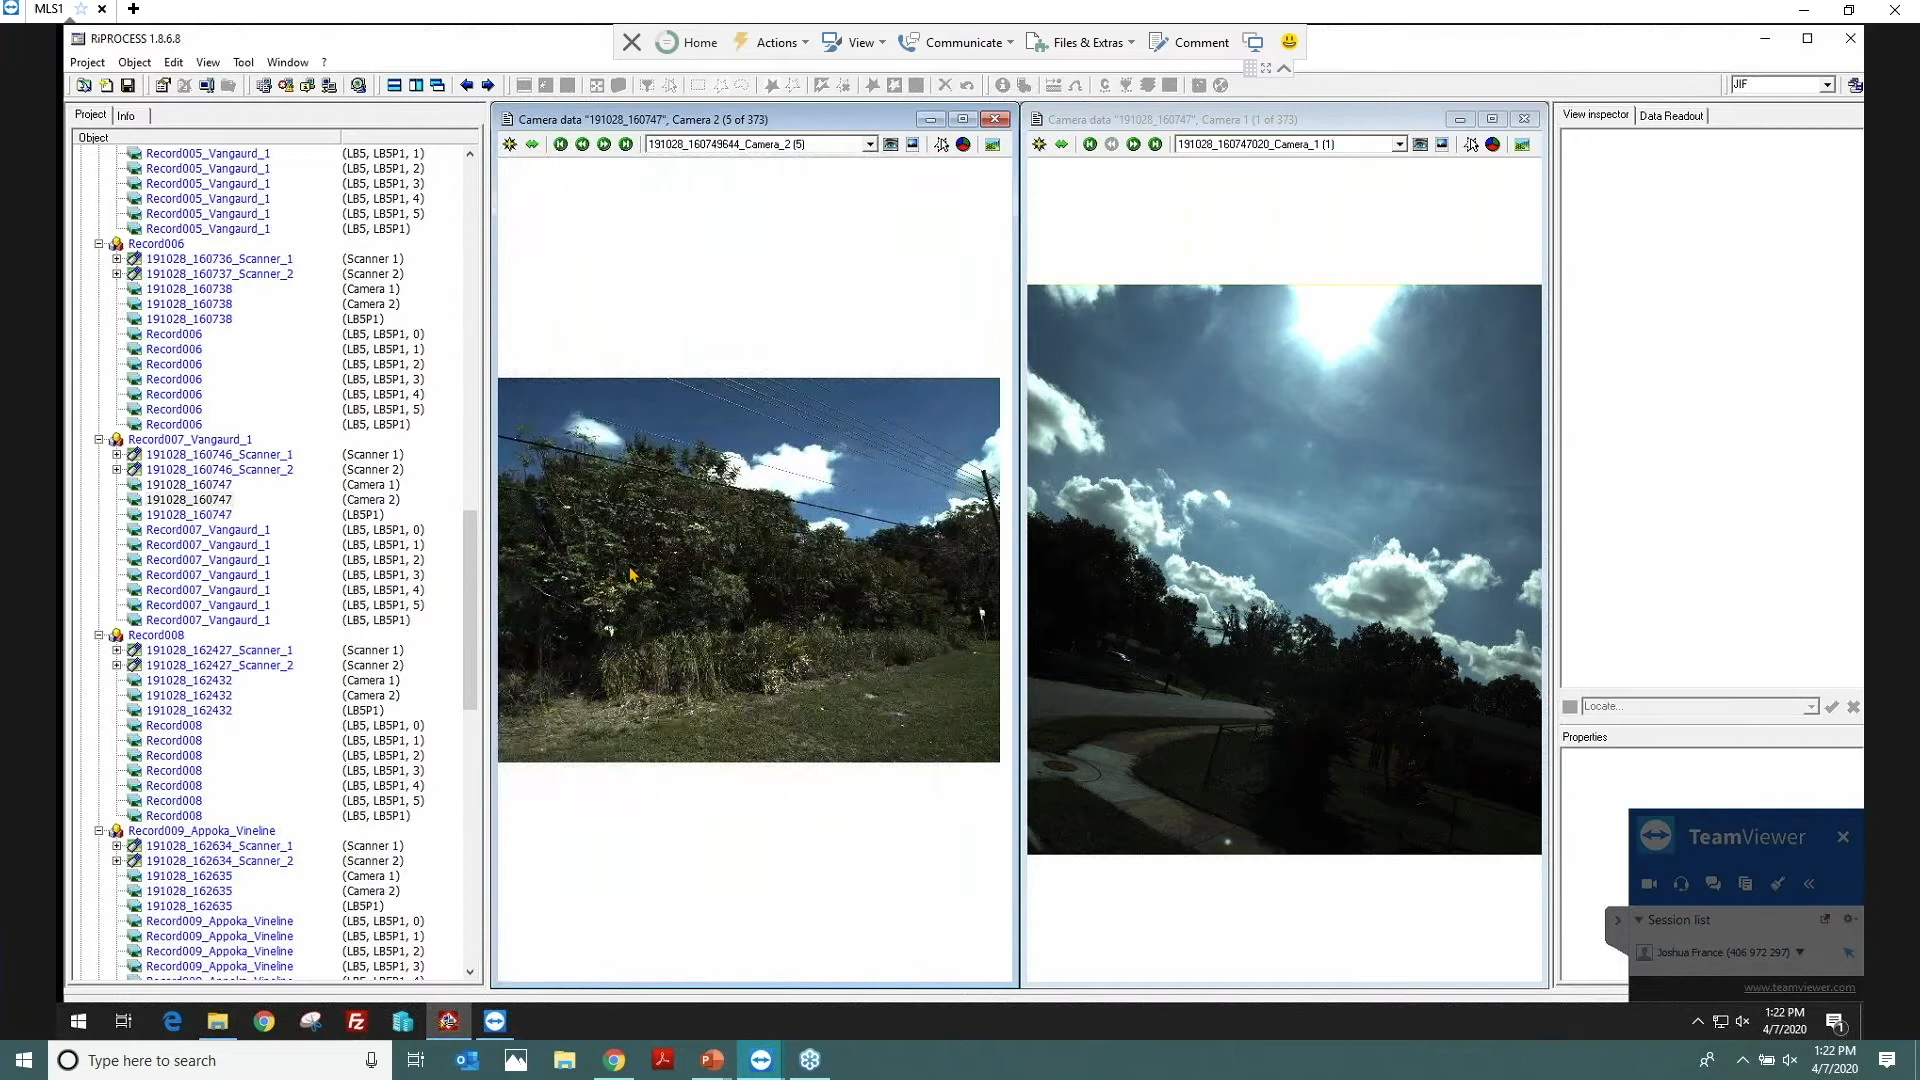 MLS1
RiPROCESS 1.8.6.8
Home
Actions
View
Communicate
Files & Extras
Comment
Project
Object
Edit
View
Tool
Window
?
JIF
Project
Info
Object
Record005_Vangaurd_1 (LB5, LB5P1, 1)
Record005_Vangaurd_1 (LB5, LB5P1, 2)
Record005_Vangaurd_1 (LB5, LB5P1, 3)
Record005_Vangaurd_1 (LB5, LB5P1, 4)
Record005_Vangaurd_1 (LB5, LB5P1, 5)
Record005_Vangaurd_1 (LB5, LB5P1)
Record006
191028_160736_Scanner_1 (Scanner 1)
191028_160737_Scanner_2 (Scanner 2)
191028_160738 (Camera 1)
191028_160738 (Camera 2)
191028_160738 (LB5P1)
Record006 (LB5, LB5P1, 0)
Record006 (LB5, LB5P1, 1)
Record006 (LB5, LB5P1, 2)
Record006 (LB5, LB5P1, 3)
Record006 (LB5, LB5P1, 4)
Record006 (LB5, LB5P1, 5)
Record006 (LB5, LB5P1)
Record007_Vangaurd_1
191028_160746_Scanner_1 (Scanner 1)
191028_160746_Scanner_2 (Scanner 2)
191028_160747 (Camera 1)
191028_160747 (Camera 2)
191028_160747 (LB5P1)
Record007_Vangaurd_1 (LB5, LB5P1, 0)
Record007_Vangaurd_1 (LB5, LB5P1, 1)
Record007_Vangaurd_1 (LB5, LB5P1, 2)
Record007_Vangaurd_1 (LB5, LB5P1, 3)
Record007_Vangaurd_1 (LB5, LB5P1, 4)
Record007_Vangaurd_1 (LB5, LB5P1, 5)
Record007_Vangaurd_1 (LB5, LB5P1)
Record008
191028_162427_Scanner_1 (Scanner 1)
191028_162427_Scanner_2 (Scanner 2)
191028_162432 (Camera 1)
191028_162432 (Camera 2)
191028_162432 (LB5P1)
Record008 (LB5, LB5P1, 0)
Record008 (LB5, LB5P1, 1)
Record008 (LB5, LB5P1, 2)
Record008 (LB5, LB5P1, 3)
Record008 (LB5, LB5P1, 4)
Record008 (LB5, LB5P1, 5)
Record008 (LB5, LB5P1)
Record009_Appoka_Vineline
191028_162634_Scanner_1 (Scanner 1)
191028_162634_Scanner_2 (Scanner 2)
191028_162635 (Camera 1)
191028_162635 (Camera 2)
191028_162635 (LB5P1)
Record009_Appoka_Vineline (LB5, LB5P1, 0)
Record009_Appoka_Vineline (LB5, LB5P1, 1)
Record009_Appoka_Vineline (LB5, LB5P1, 2)
Record009_Appoka_Vineline (LB5, LB5P1, 3)
Camera data "191028_160747", Camera 2 (5 of 373)
191028_160749644_Camera_2 (5)
Camera data "191028_160747", Camera 1 (1 of 373)
191028_160747020_Camera_1 (1)
View inspector
Data Readout
Locate...
Properties
TeamViewer
Session list
Joshua France (406 972 297)
www.teamviewer.com
1:22 PM
4/7/2020
1
Type here to search
1:22 PM
4/7/2020